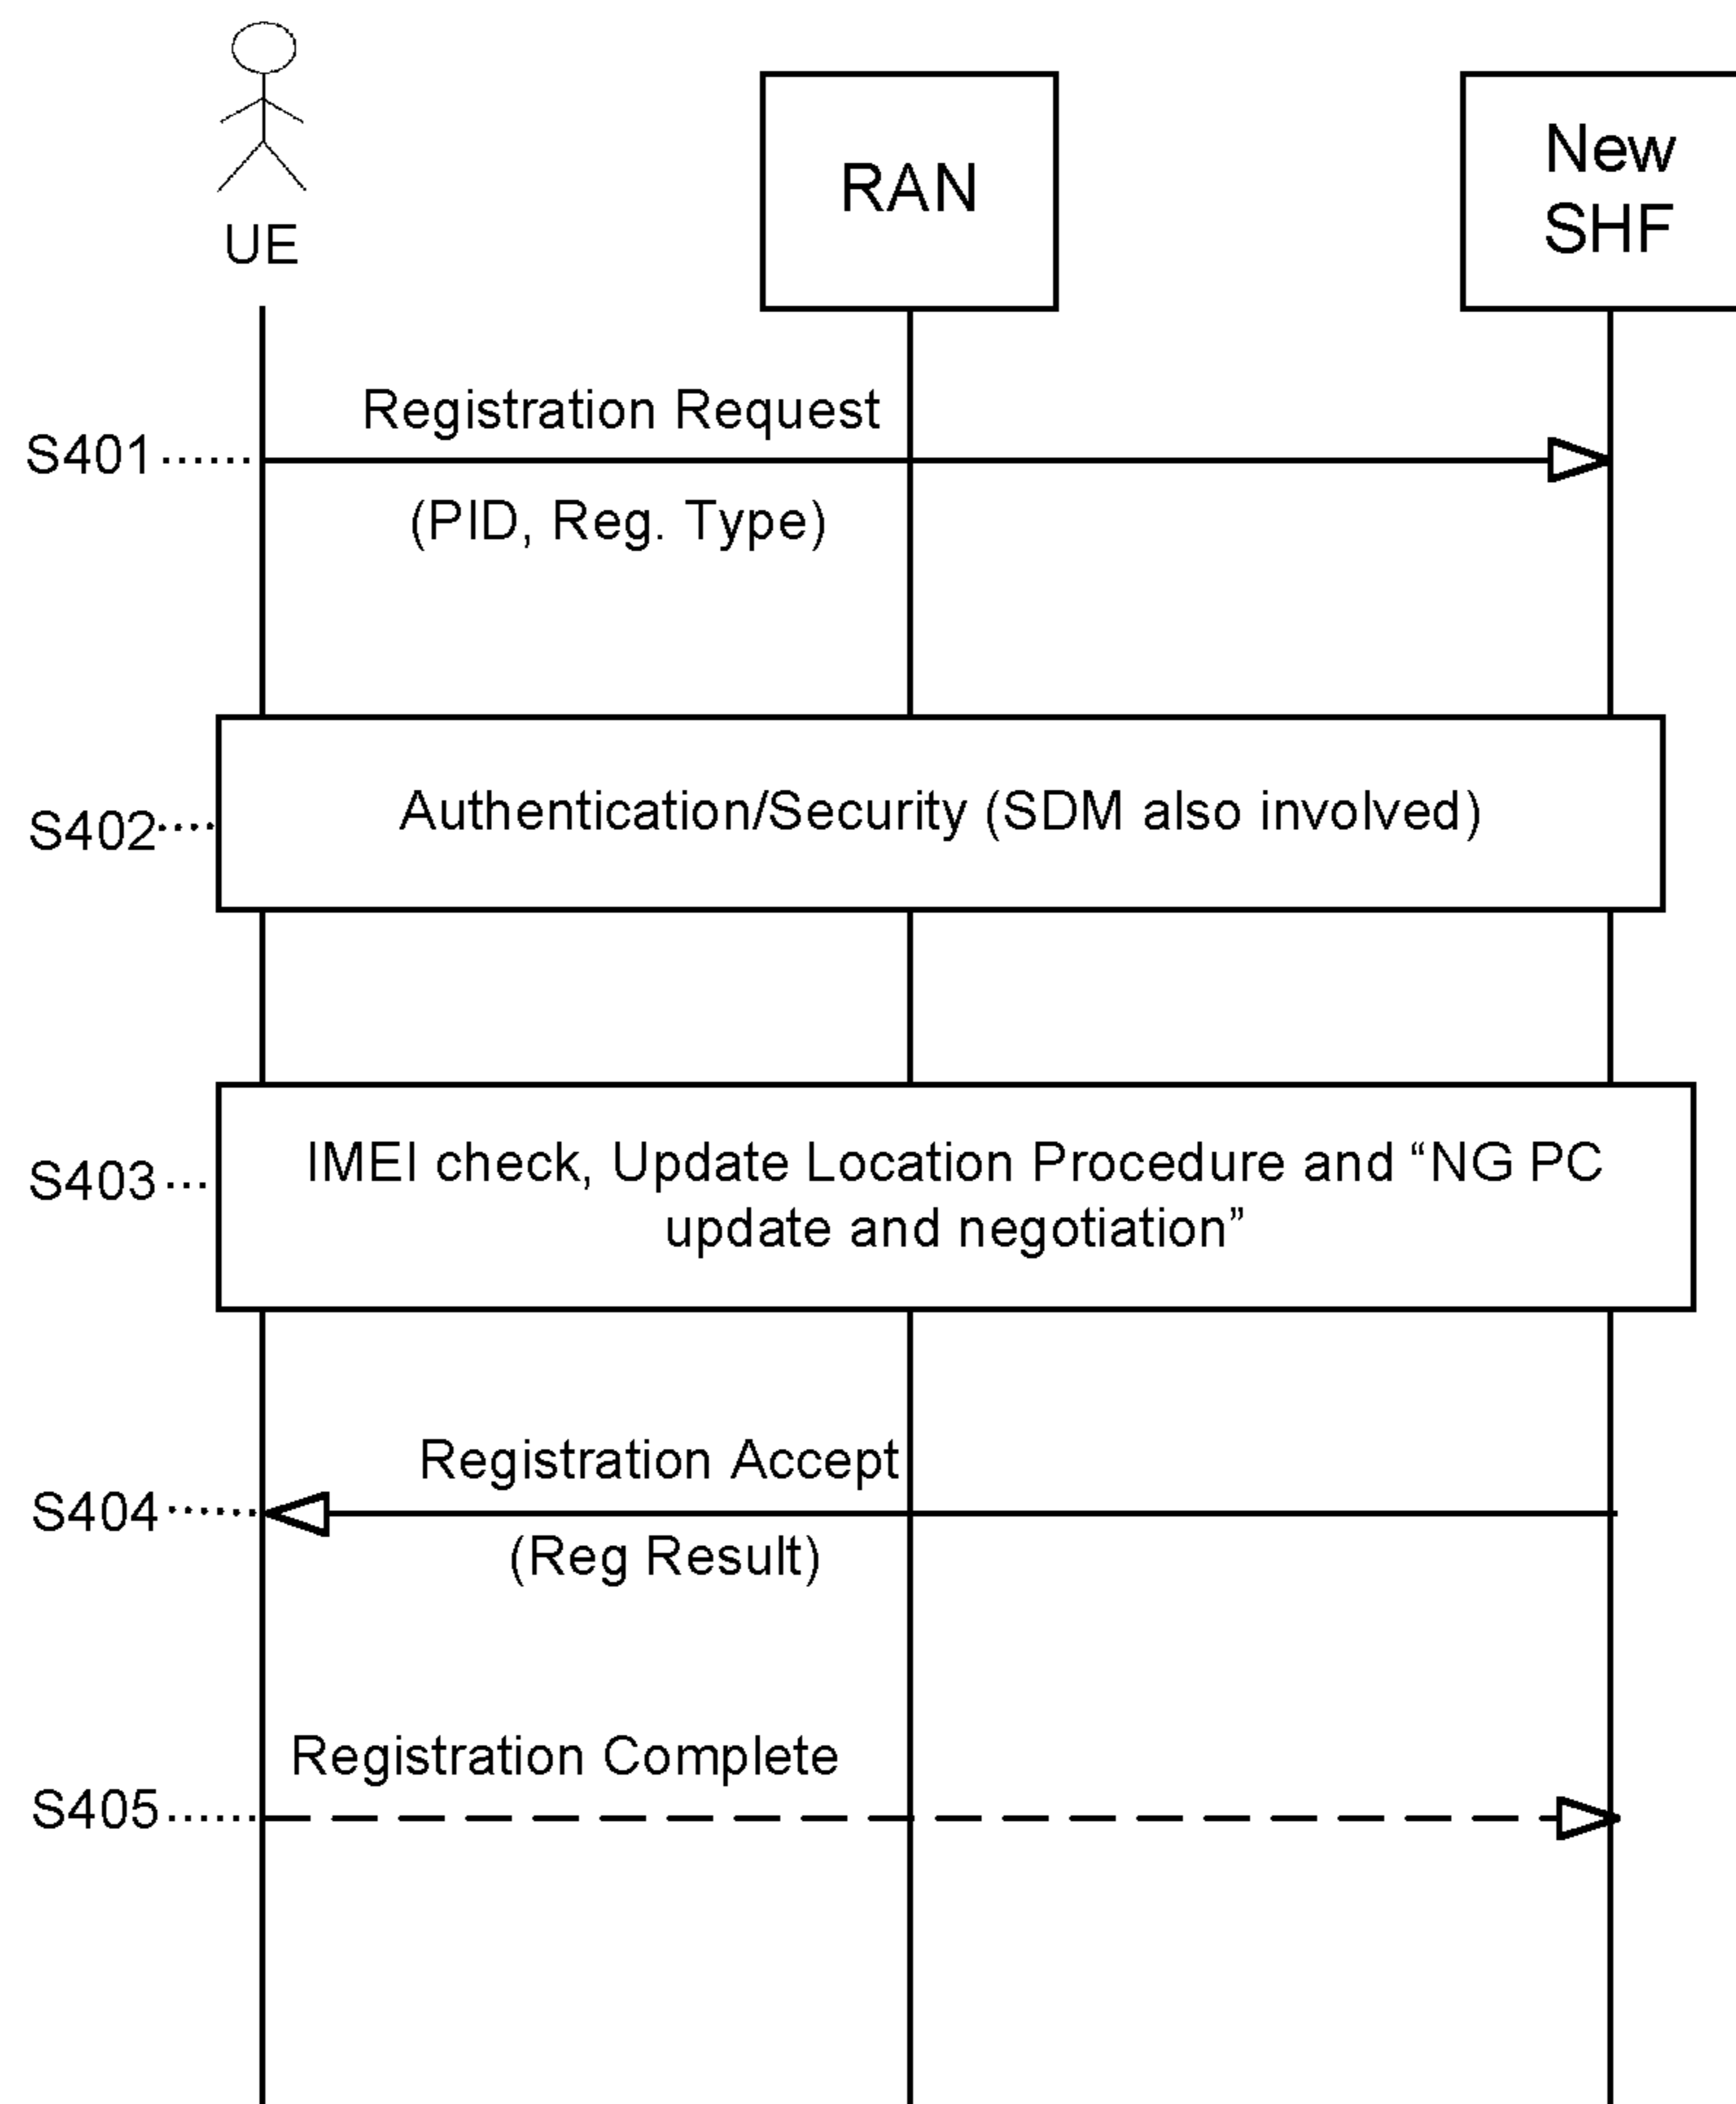 UE
RAN
New
SHF
Registration Request
S401
(PID, Reg. Type)
Authentication/Security (SDM also involved)
S402
IMEI check, Update Location Procedure and “NG PC
S403
update and negotiation”
Registration Accept
S404
(Reg Result)
Registration Complete
S405